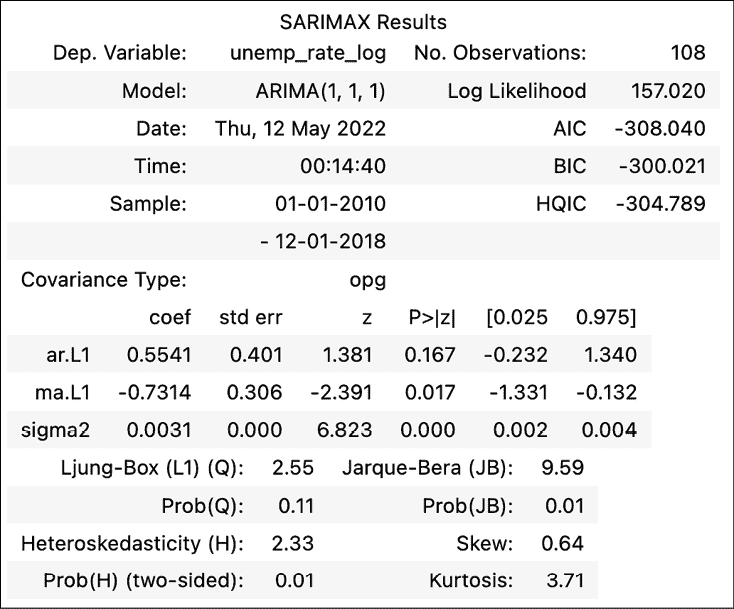 SARIMAX Results
Dep. Variable: unemp_rate_log No. Observations: 108
Model: ARIMA(1, 1, 1) Log Likelihood 157.020
Date: Thu, 12 May 2022 AIC -308.040
Time: 00:14:40 BIC -300.021
Sample: 01-01-2010 HQIC -304.789
- 12-01-2018
Covariance Type: opg
coef std err z P>|z| [0.025 0.975]
ar.L1 0.5541 0.401 1.381 0.167 -0.232 1.340
ma.L1 -0.7314 0.306 -2.391 0.017 -1.331 -0.132
sigma2 0.0031 0.000 6.823 0.000 0.002 0.004
Ljung-Box (L1) (Q): 2.55 Jarque-Bera (JB): 9.59
Prob(Q): 0.11 Prob(JB): 0.01
Heteroskedasticity (H): 2.33 Skew: 0.64
Prob(H) (two-sided): 0.01 Kurtosis: 3.71